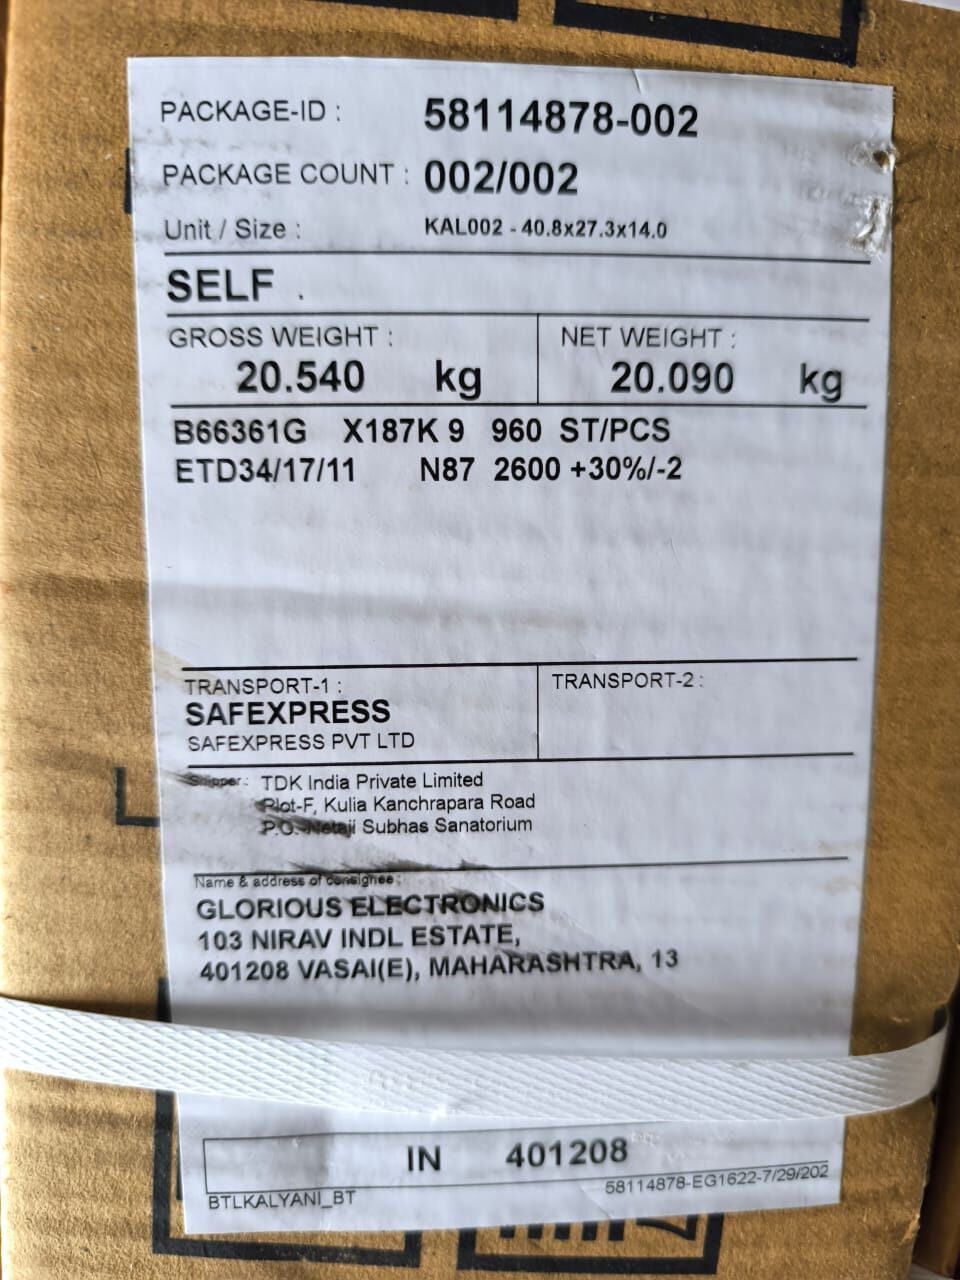 PACKAGE-ID : 58114878-002
PACKAGE COUNT : 002/002
Unit / Size : KAL002 - 40.8x27.3x14.0
SELF .
GROSS WEIGHT : NET WEIGHT :
20.540 kg 20.090 kg
B66361G X187K 9 960 ST/PCS
ETD34/17/11 N87 2600 +30%/-2
TRANSPORT-1 : TRANSPORT-2 :
SAFEXPRESS
SAFEXPRESS PVT LTD
Shipper: TDK India Private Limited
Plot-F, Kulia Kanchrapara Road
P.O. Netaji Subhas Sanatorium
Name & address of consignee :
GLORIOUS ELECTRONICS
103 NIRAV INDL ESTATE,
401208 VASAI(E), MAHARASHTRA, 13
IN 401208
BTLKALYANI_BT 58114878-EG1622-7/29/202